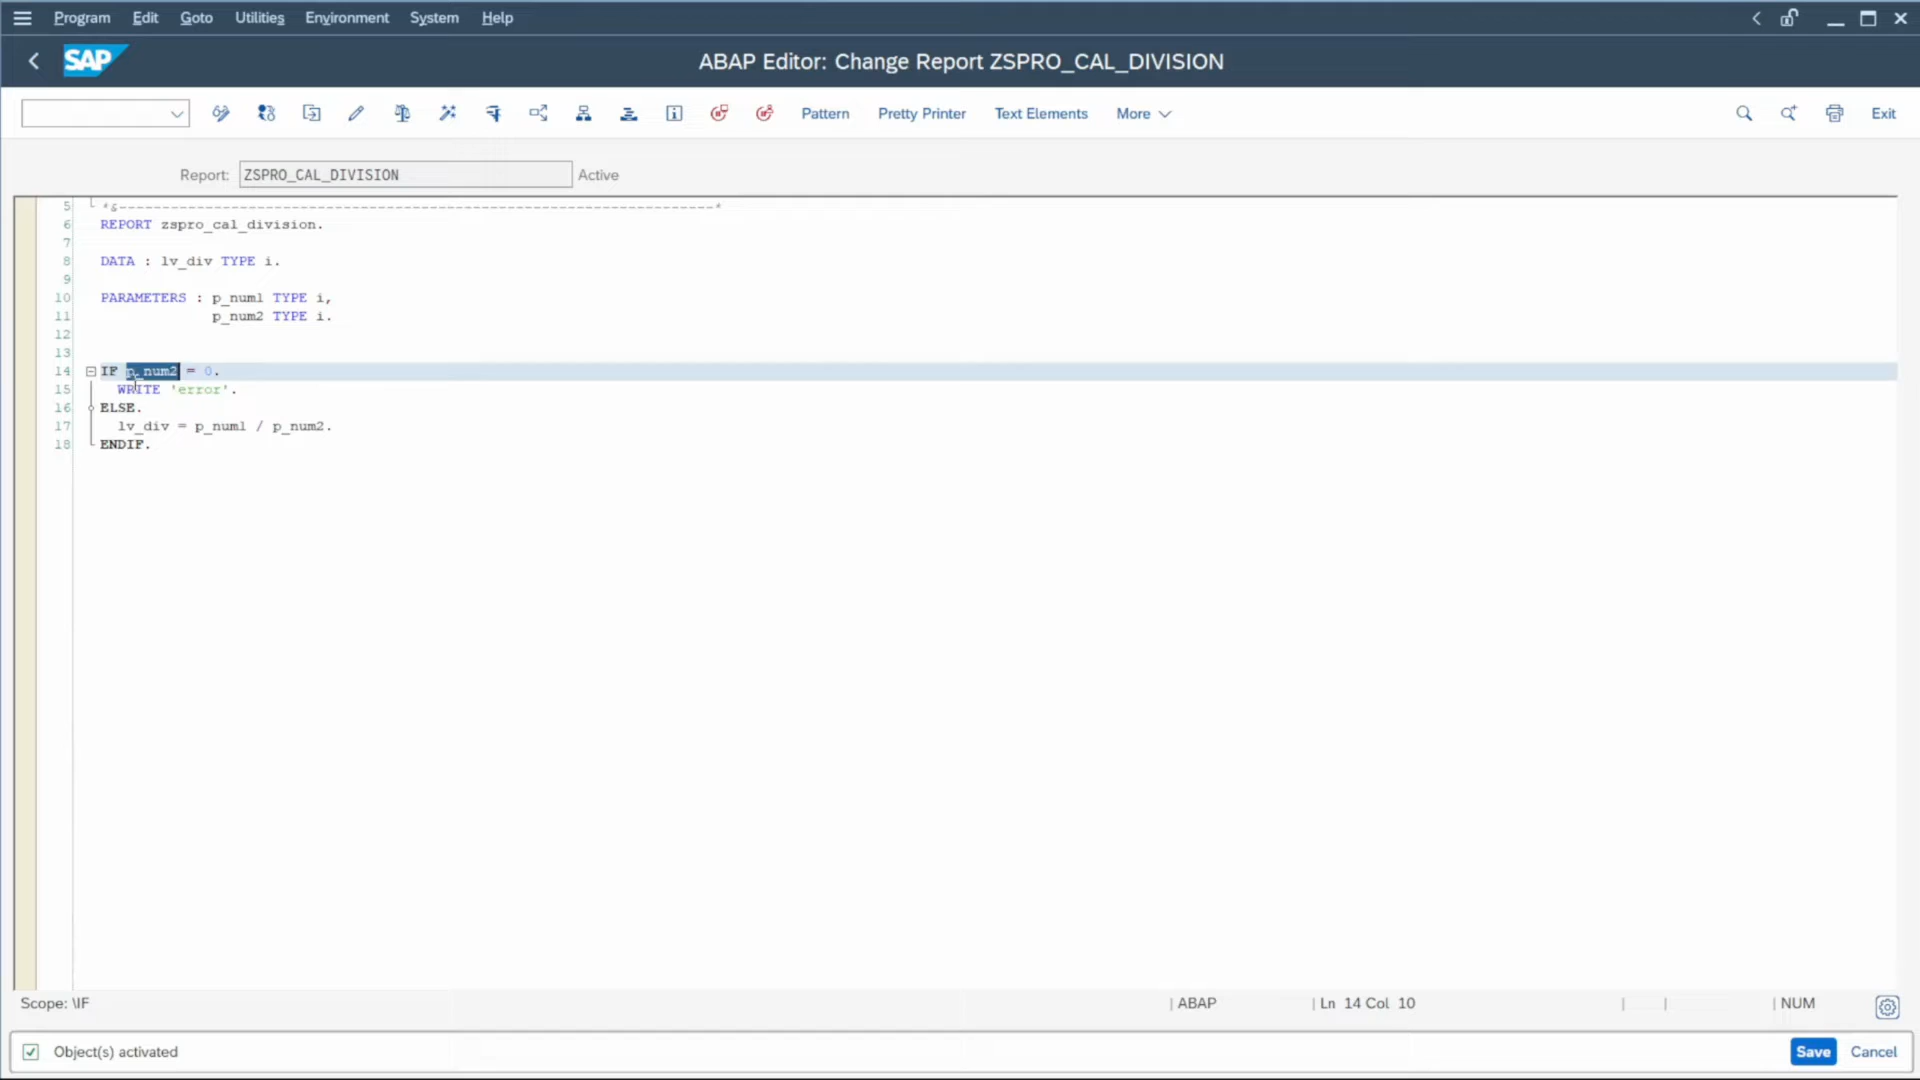 Program Edit Goto Utilities Environment System Help
SAP
ABAP Editor: Change Report ZSPRO_CAL_DIVISION
Pattern Pretty Printer Text Elements More Exit
Report: ZSPRO_CAL_DIVISION Active
5 *&---------------------------------------------------------------------*
6 REPORT zspro_cal_division.
7
8 DATA : lv_div TYPE i.
9
10 PARAMETERS : p_num1 TYPE i,
11 p_num2 TYPE i.
12
13
14 IF p_num2 = 0.
15 WRITE 'error'.
16 ELSE.
17 lv_div = p_num1 / p_num2.
18 ENDIF.
Scope: \IF | ABAP | Ln 14 Col 10 | | | NUM
Object(s) activated Save Cancel